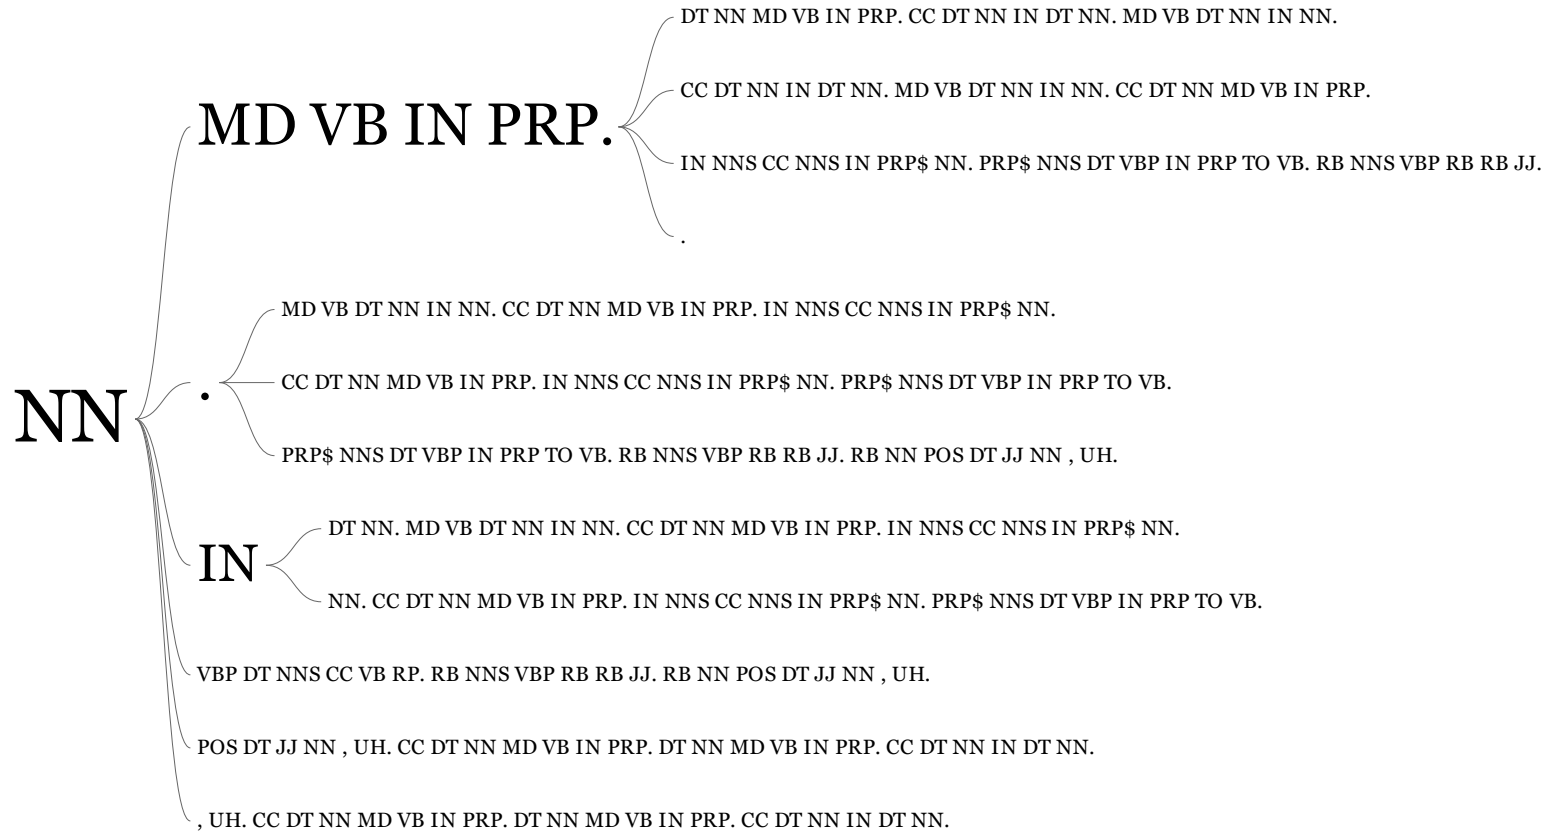 NN
MD VB IN PRP.
DT NN MD VB IN PRP. CC DT NN IN DT NN. MD VB DT NN IN NN.
CC DT NN IN DT NN. MD VB DT NN IN NN. CC DT NN MD VB IN PRP.
IN NNS CC NNS IN PRP$ NN. PRP$ NNS DT VBP IN PRP TO VB. RB NNS VBP RB RB JJ.
.
.
MD VB DT NN IN NN. CC DT NN MD VB IN PRP. IN NNS CC NNS IN PRP$ NN.
CC DT NN MD VB IN PRP. IN NNS CC NNS IN PRP$ NN. PRP$ NNS DT VBP IN PRP TO VB.
PRP$ NNS DT VBP IN PRP TO VB. RB NNS VBP RB RB JJ. RB NN POS DT JJ NN , UH.
IN
DT NN. MD VB DT NN IN NN. CC DT NN MD VB IN PRP. IN NNS CC NNS IN PRP$ NN.
NN. CC DT NN MD VB IN PRP. IN NNS CC NNS IN PRP$ NN. PRP$ NNS DT VBP IN PRP TO VB.
VBP DT NNS CC VB RP. RB NNS VBP RB RB JJ. RB NN POS DT JJ NN , UH.
POS DT JJ NN , UH. CC DT NN MD VB IN PRP. DT NN MD VB IN PRP. CC DT NN IN DT NN.
, UH. CC DT NN MD VB IN PRP. DT NN MD VB IN PRP. CC DT NN IN DT NN.